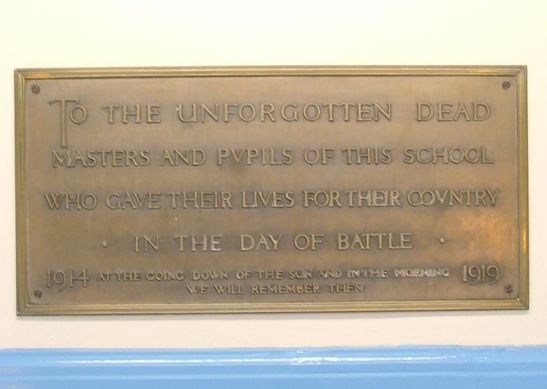 TO THE UNFORGOTTEN DEAD
MASTERS AND PVPILS OF THIS SCHOOL
WHO GAVE THEIR LIVES FOR THEIR COVNTRY
· IN THE DAY OF BATTLE ·
1914 AT THE GOING DOWN OF THE SUN AND IN THE MORNING 1919
WE WILL REMEMBER THEM